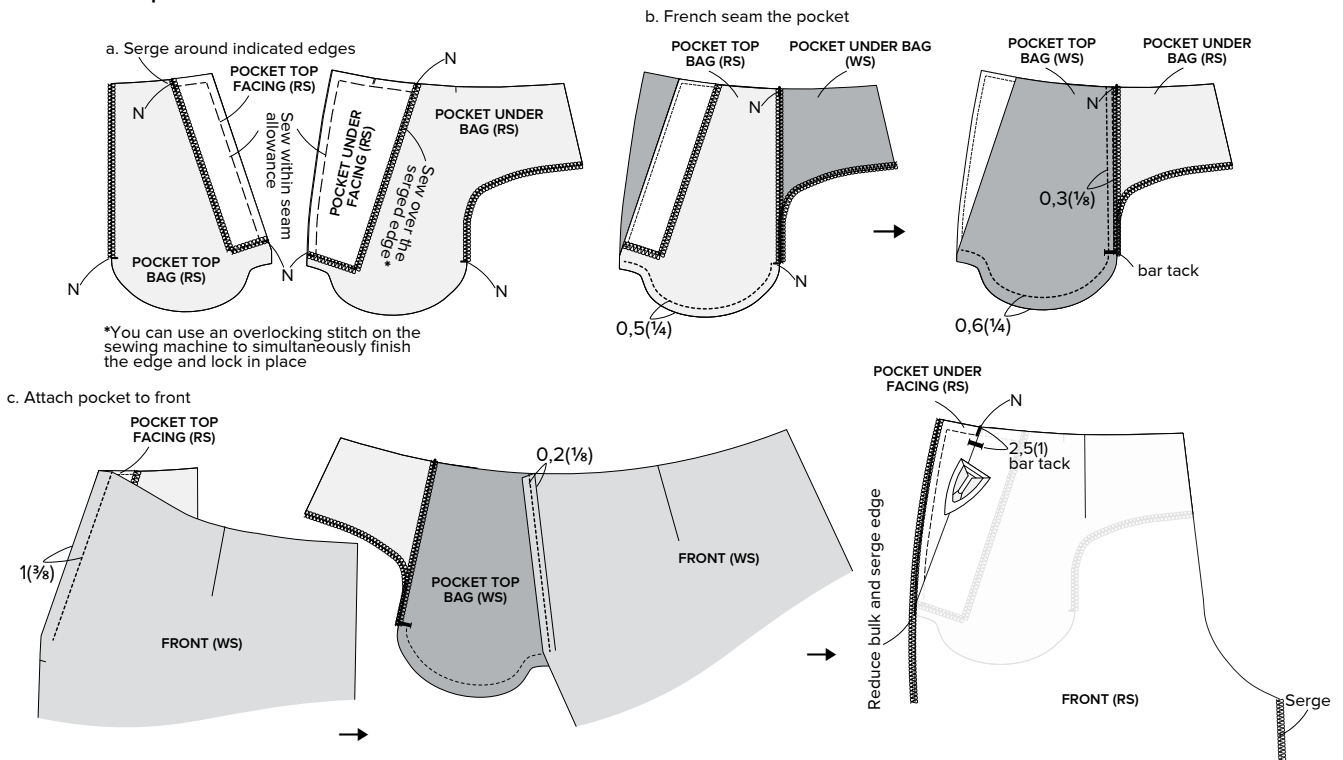 b. French seam the pocket
a. Serge around indicated edges
POCKET TOP
FACING (RS)
N
N
POCKET UNDER
BAG (RS)
POCKET UNDER
FACING (RS)
Sew within seam
allowance
Sew over the
serged edge*
POCKET TOP
BAG (RS)
N
N
N
*You can use an overlocking stitch on the
sewing machine to simultaneously finish
the edge and lock in place
POCKET TOP
BAG (RS)
POCKET UNDER BAG
(WS)
N
N
0,5(¼)
POCKET TOP
BAG (WS)
POCKET UNDER
BAG (RS)
N
0,3(⅛)
bar tack
0,6(¼)
c. Attach pocket to front
POCKET TOP
FACING (RS)
1(⅜)
FRONT (WS)
0,2(⅛)
POCKET TOP
BAG (WS)
FRONT (WS)
POCKET UNDER
FACING (RS)
N
2,5(1)
bar tack
Reduce bulk and serge edge
FRONT (RS)
Serge